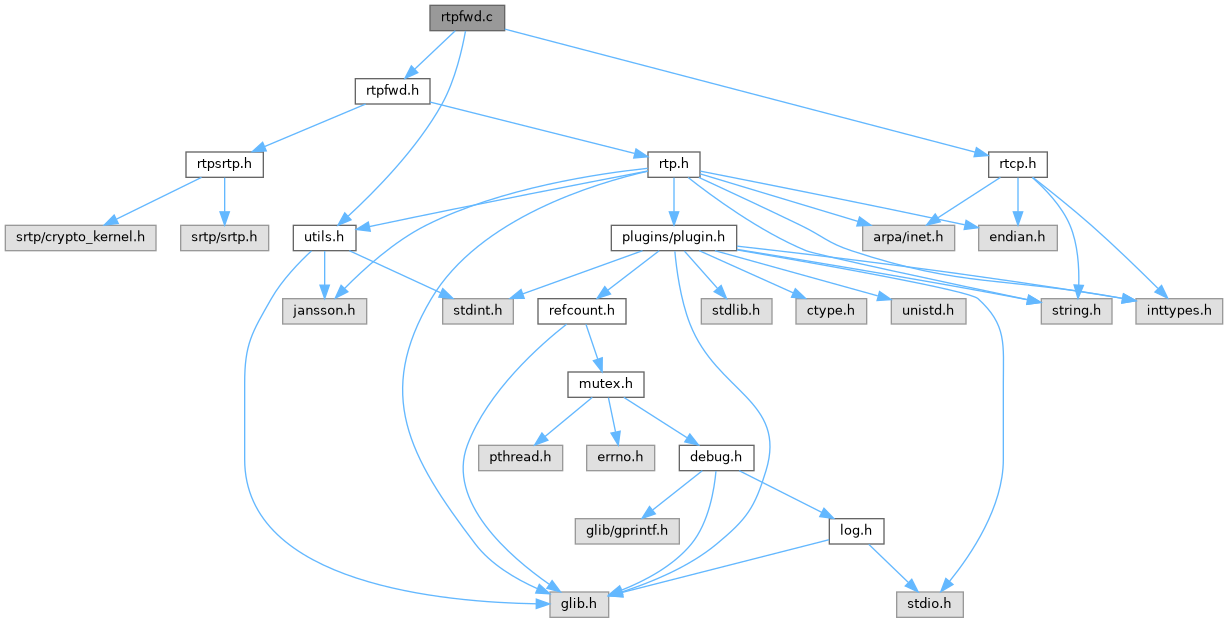 rtpfwd.c
rtpfwd.h
rtpsrtp.h
rtp.h
rtcp.h
srtp/crypto_kernel.h
srtp/srtp.h
utils.h
plugins/plugin.h
arpa/inet.h
endian.h
jansson.h
stdint.h
refcount.h
stdlib.h
ctype.h
unistd.h
string.h
inttypes.h
mutex.h
pthread.h
errno.h
debug.h
glib/gprintf.h
log.h
glib.h
stdio.h